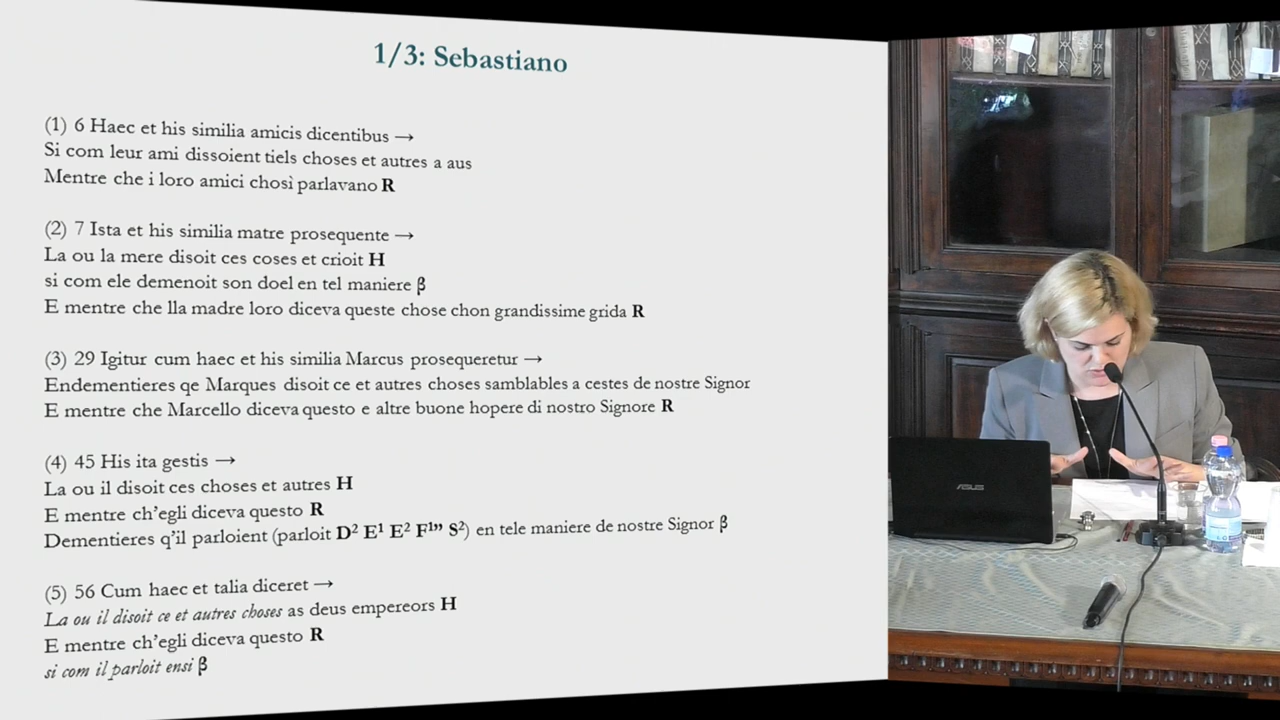 1/3: Sebastiano
(1) 6 Haec et his similia amicis dicentibus →
Si com leur ami dissoient tiels choses et autres a aus
Mentre che i loro amici chosì parlavano R
(2) 7 Ista et his similia matre prosequente →
La ou la mere disoit ces coses et crioit H
si com ele demenoit son doel en tel maniere β
E mentre che lla madre loro diceva queste chose chon grandissime grida R
(3) 29 Igitur cum haec et his similia Marcus prosequeretur →
Endementieres qe Marques disoit ce et autres choses samblables a cestes de nostre Signor
E mentre che Marcello diceva questo e altre buone hopere di nostro Signore R
(4) 45 His ita gestis →
La ou il disoit ces choses et autres H
E mentre ch'egli diceva questo R
Dementieres q'il parloient (parloit D² E¹ E² F¹” S²) en tele maniere de nostre Signor β
(5) 56 Cum haec et talia diceret →
La ou il disoit ce et autres choses as deus empereors H
E mentre ch'egli diceva questo R
si com il parloit ensi β
ASUS